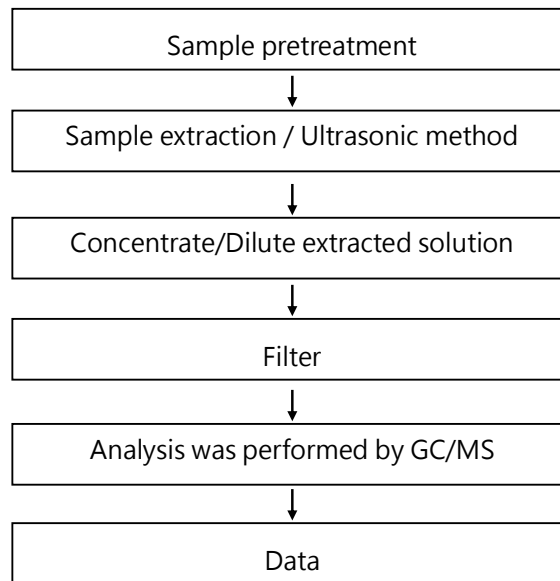 Sample pretreatment
Sample extraction / Ultrasonic method
Concentrate/Dilute extracted solution
Filter
Analysis was performed by GC/MS
Data